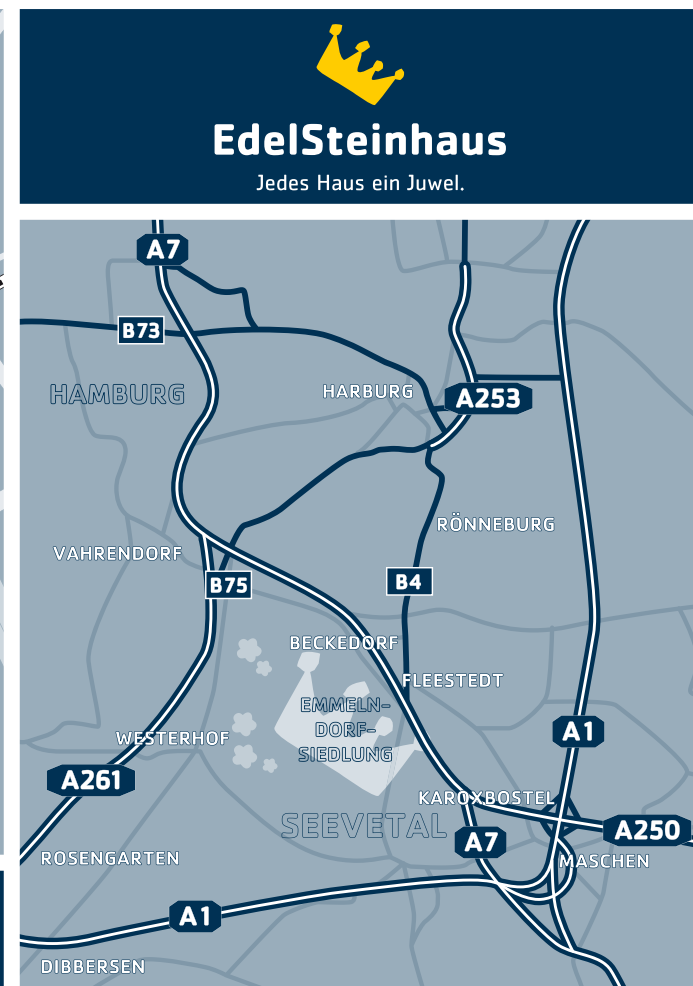 EdelSteinhaus
Jedes Haus ein Juwel.
A7
B73
HAMBURG
HARBURG
A253
RÖNNEBURG
VAHRENDORF
B75
B4
BECKEDORF
FLEESTEDT
EMMELN-
DORF-
SIEDLUNG
WESTERHOF
A1
A261
KAROXBOSTEL
SEEVETAL
A7
A250
ROSENGARTEN
MASCHEN
A1
DIBBERSEN